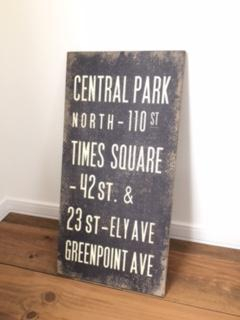 CENTRAL PARK
NORTH-110 ST
TIMES SQUARE
-42 ST. &
23 ST-ELY AVE
GREENPOINT AVE